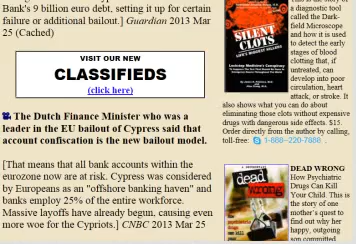 Bank's 9 billion euro debt, setting it up for certain
failure or additional bailout.] Guardian 2013 Mar
25 (Cached)
VISIT OUR NEW
CLASSIFIEDS
(click here)
The Dutch Finance Minister who was a
leader in the EU bailout of Cypress said that
account confiscation is the new bailout model.
[That means that all bank accounts within the
eurozone now are at risk. Cyprus was considered
by Europeans as an "offshore banking haven" and
banks employ 25% of the entire workforce.
Massive layoffs have already begun, causing even
more woe for the Cypriots.] CNBC 2013 Mar 25
SILENT
CLOTS
a diagnostic tool
called the Dark-
field Microscope
and how it is used
to detect the early
stages of blood
clotting that, if
untreated, can
develop into poor
circulation, heart
attack, or stroke. It
also shows what you can do about
eliminating those clots without expensive
drugs with dangerous side effects. $15.
Order directly from the author by calling,
toll-free: 1-888-220-7886 .
dead
wrong
DEAD WRONG
How Psychiatric
Drugs Can Kill
Your Child. This is
the story of one
mother's quest to
find out why her
happy, outgoing
son committed